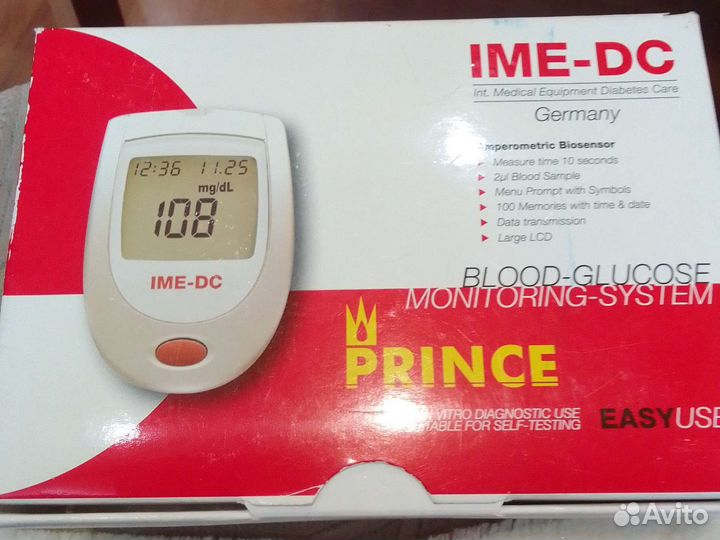 IME-DC
Int. Medical Equipment Diabetes Care
Germany
Amperometric Biosensor
Measure time 10 seconds
2µl Blood Sample
Menu Prompt with Symbols
100 Memories with time & date
Data transmission
Large LCD
12:36 11.25
mg/dL
108
IME-DC
BLOOD-GLUCOSE
MONITORING-SYSTEM
PRINCE
VITRO DIAGNOSTIC USE
FOR SELF-TESTING
EASYUSE
Avito